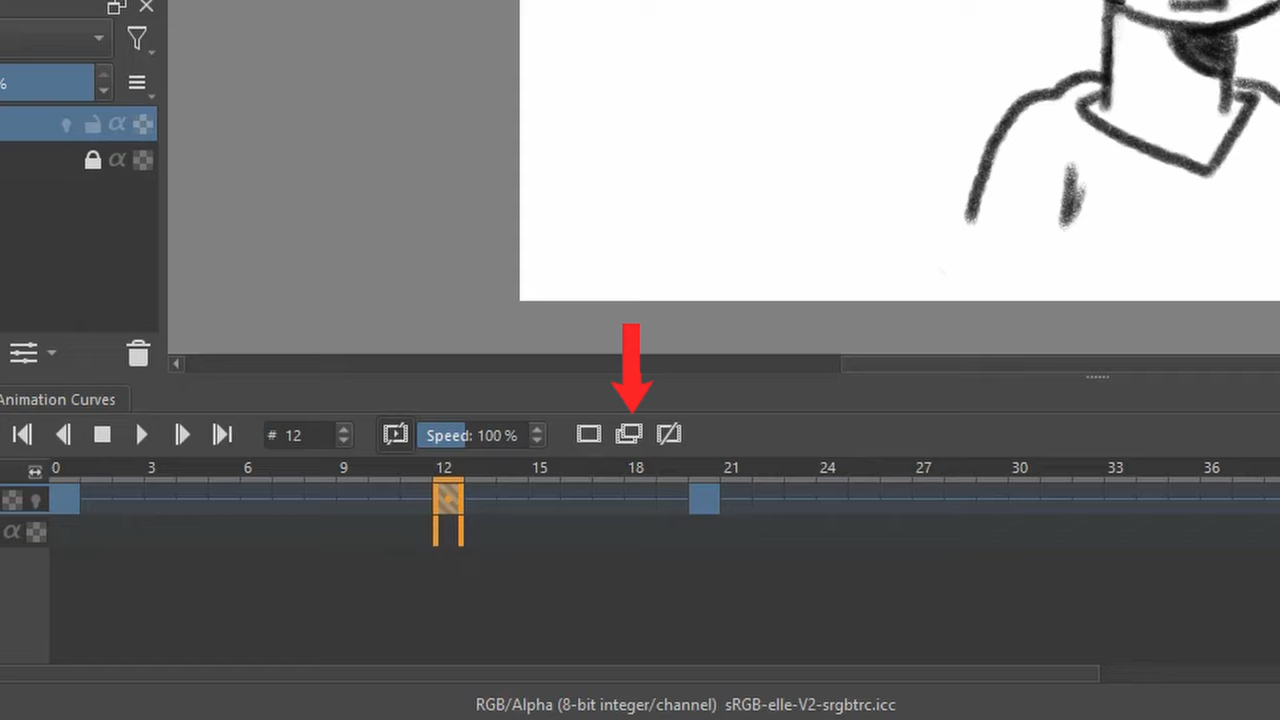 %
α
α
Animation Curves
# 12
Speed: 100 %
0 3 6 9 12 15 18 21 24 27 30 33 36
α
RGB/Alpha (8-bit integer/channel) sRGB-elle-V2-srgbtrc.icc